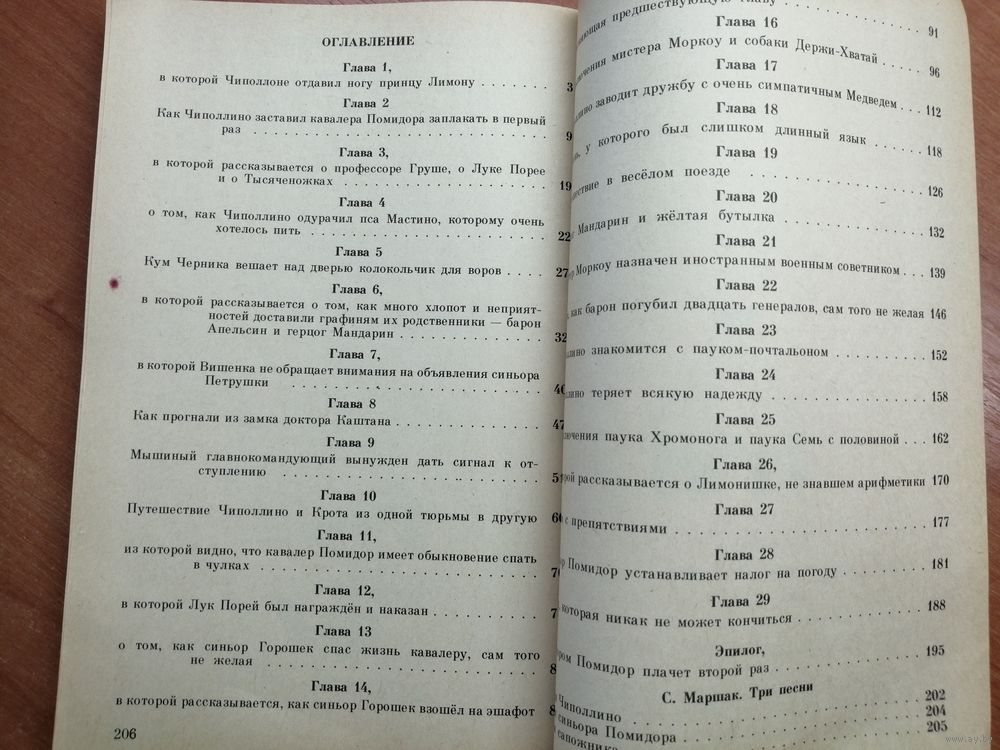 ОГЛАВЛЕНИЕ
Глава 1,
в которой Чиполлоне отдавил ногу принцу Лимону . . . . . . . 3
Глава 2
Как Чиполлино заставил кавалера Помидора заплакать в первый
раз . . . . . . . . . . . . . . . . . . . . . . . . . . 9
Глава 3,
в которой рассказывается о профессоре Груше, о Луке Порее
и о Тысяченожках . . . . . . . . . . . . . . . . . . 19
Глава 4
о том, как Чиполлино одурачил пса Мастино, которому очень
хотелось пить . . . . . . . . . . . . . . . . . . . . 22
Глава 5
Кум Черника вешает над дверью колокольчик для воров . . . . 27
Глава 6,
в которой рассказывается о том, как много хлопот и неприят-
ностей доставили графиням их родственники — барон
Апельсин и герцог Мандарин . . . . . . . . . . . . . 32
Глава 7,
в которой Вишенка не обращает внимания на объявления синьора
Петрушки . . . . . . . . . . . . . . . . . . . . . .
Глава 8
Как прогнали из замка доктора Каштана . . . . . . . . . . . . 47
Глава 9
Мышиный главнокомандующий вынужден дать сигнал к от-
ступлению . . . . . . . . . . . . . . . . . . . . . .
Глава 10
Путешествие Чиполлино и Крота из одной тюрьмы в другую
Глава 11,
из которой видно, что кавалер Помидор имеет обыкновение спать
в чулках . . . . . . . . . . . . . . . . . . . . . . .
Глава 12,
в которой Лук Порей был награждён и наказан . . . . . . . . .
Глава 13
о том, как синьор Горошек спас жизнь кавалеру, сам того
не желая . . . . . . . . . . . . . . . . . . . . . .
Глава 14,
в которой рассказывается, как синьор Горошек взошёл на эшафот
206
предшествующую главу . . . . 91
Глава 16
мистера Моркоу и собаки Держи-Хватай . . . . . 96
Глава 17
заводит дружбу с очень симпатичным Медведем . . . 112
Глава 18
у которого был слишком длинный язык . . . . . . 118
Глава 19
в весёлом поезде . . . . . . . . . . . . . . 126
Глава 20
Мандарин и жёлтая бутылка . . . . . . . . . . . 132
Глава 21
Моркоу назначен иностранным военным советником . . . 139
Глава 22
как барон погубил двадцать генералов, сам того не желая 146
Глава 23
знакомится с пауком-почтальоном . . . . . . . . . 152
Глава 24
теряет всякую надежду . . . . . . . . . . . . . 158
Глава 25
паука Хромонога и паука Семь с половиной . . . 162
Глава 26,
рассказывается о Лимонишке, не знавшем арифметики 170
Глава 27
с препятствиями . . . . . . . . . . . . . . . . . . 177
Глава 28
Помидор устанавливает налог на погоду . . . . . . . . 181
Глава 29
которая никак не может кончиться . . . . . . . . . . . 188
Эпилог,
Помидор плачет второй раз . . . . . . . . . . . . 195
С. Маршак. Три песни
Чиполлино . . . . . . . . . . . . . . . . . . . 202
синьора Помидора . . . . . . . . . . . . . . . . 204
205
www.ay.by